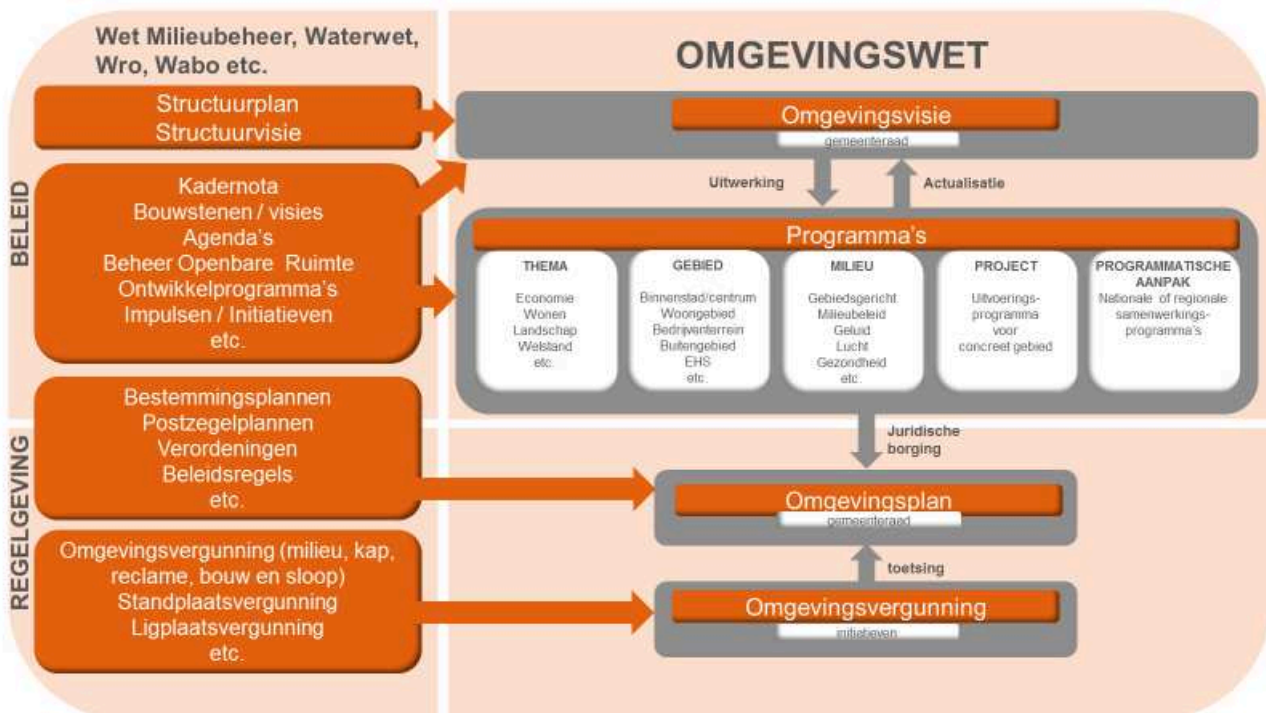 Wet Milieubeheer, Waterwet,
Wro, Wabo etc.
OMGEVINGSWET
BELEID
Structuurplan
Structuurvisie
Omgevingsvisie
gemeenteraad
Kadernota
Bouwstenen / visies
Agenda's
Beheer Openbare Ruimte
Ontwikkelprogramma's
Impulsen / Initiatieven
etc.
Uitwerking
Actualisatie
Programma's
THEMA
Economie
Wonen
Landschap
Welstand
etc.
GEBIED
Binnenstad/centrum
Woongebied
Bedrijventerrein
Buitengebied
EHS
etc.
MILIEU
Gebiedsgericht
Milieubeleid
Geluid
Lucht
Gezondheid
etc.
PROJECT
Uitvoerings-
programma
voor
concreet gebied
PROGRAMMATISCHE
AANPAK
Nationale of regionale
samenwerkings-
programma's
REGELGEVING
Bestemmingsplannen
Postzegelplannen
Verordeningen
Beleidsregels
etc.
Juridische
borging
Omgevingsplan
gemeenteraad
toetsing
Omgevingsvergunning (milieu, kap,
reclame, bouw en sloop)
Standplaatsvergunning
Ligplaatsvergunning
etc.
Omgevingsvergunning
initiatieven